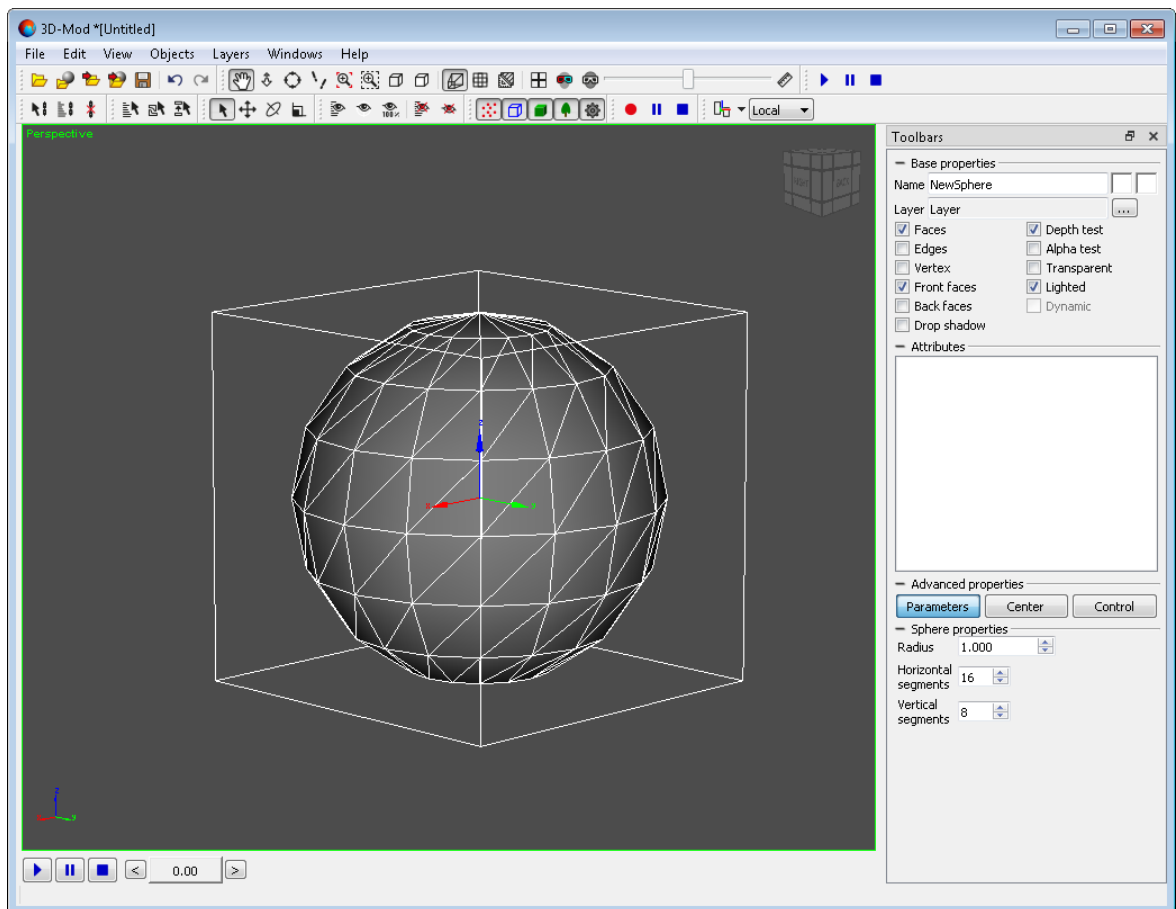 3D-Mod *[Untitled]
File Edit View Objects Layers Windows Help
100%
Local
Perspective
Toolbars
Base properties
Name NewSphere
Layer Layer ...
Faces Depth test
Edges Alpha test
Vertex Transparent
Front faces Lighted
Back faces Dynamic
Drop shadow
Attributes
z
x y
Advanced properties
Parameters Center Control
Sphere properties
Radius 1.000
Horizontal
segments 16
Vertical
segments 8
z
x y
< 0.00 >